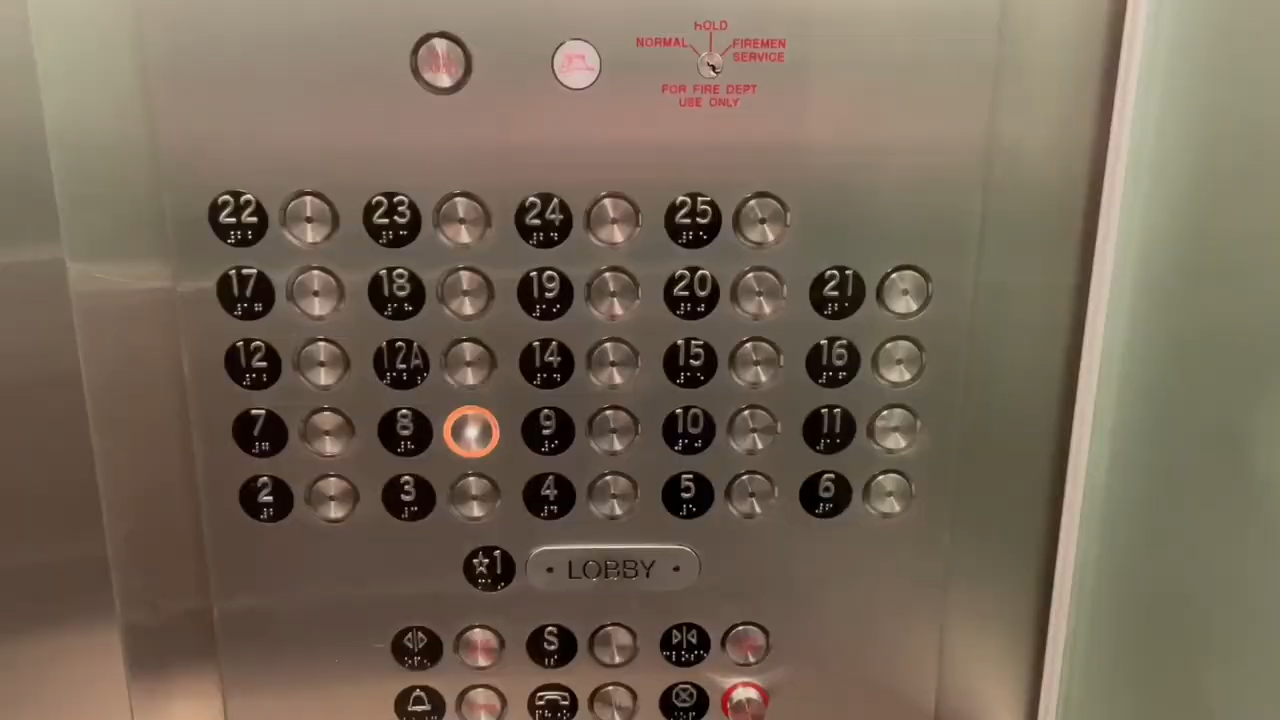 HOLD
NORMAL
FIREMEN
SERVICE
FOR FIRE DEPT
USE ONLY
22 23 24 25
17 18 19 20 21
12 12A 14 15 16
7 8 9 10 11
2 3 4 5 6
★1 • LOBBY •
S